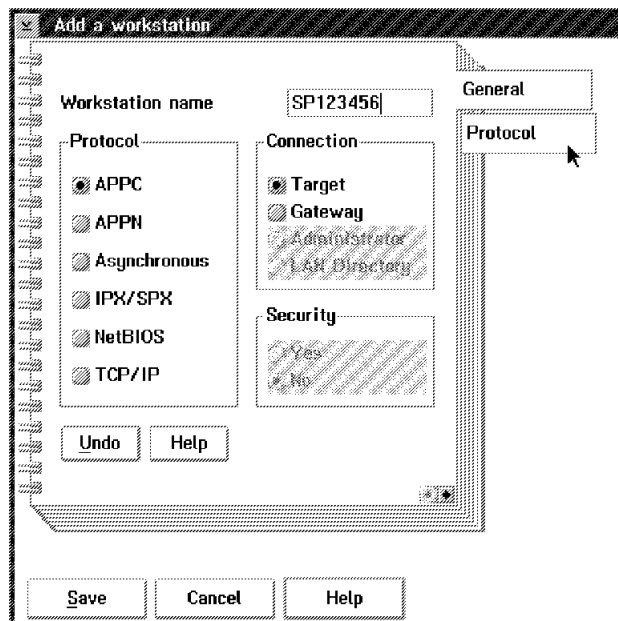 Add a workstation
General
Workstation name SP123456
Protocol
Protocol
APPC
APPN
Asynchronous
IPX/SPX
NetBIOS
TCP/IP
Connection
Target
Gateway
Administrator
LAN Directory
Security
Yes
No
Undo Help
Save Cancel Help